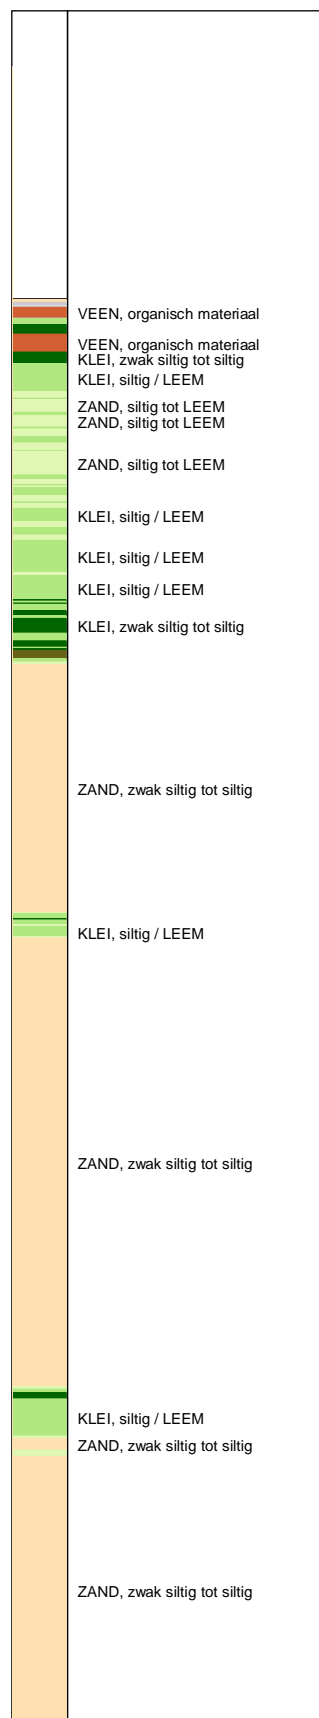 VEEN, organisch materiaal
VEEN, organisch materiaal
KLEI, zwak siltig tot siltig
KLEI, siltig / LEEM
ZAND, siltig tot LEEM
ZAND, siltig tot LEEM
ZAND, siltig tot LEEM
KLEI, siltig / LEEM
KLEI, siltig / LEEM
KLEI, siltig / LEEM
KLEI, zwak siltig tot siltig
ZAND, zwak siltig tot siltig
KLEI, siltig / LEEM
ZAND, zwak siltig tot siltig
KLEI, siltig / LEEM
ZAND, zwak siltig tot siltig
ZAND, zwak siltig tot siltig